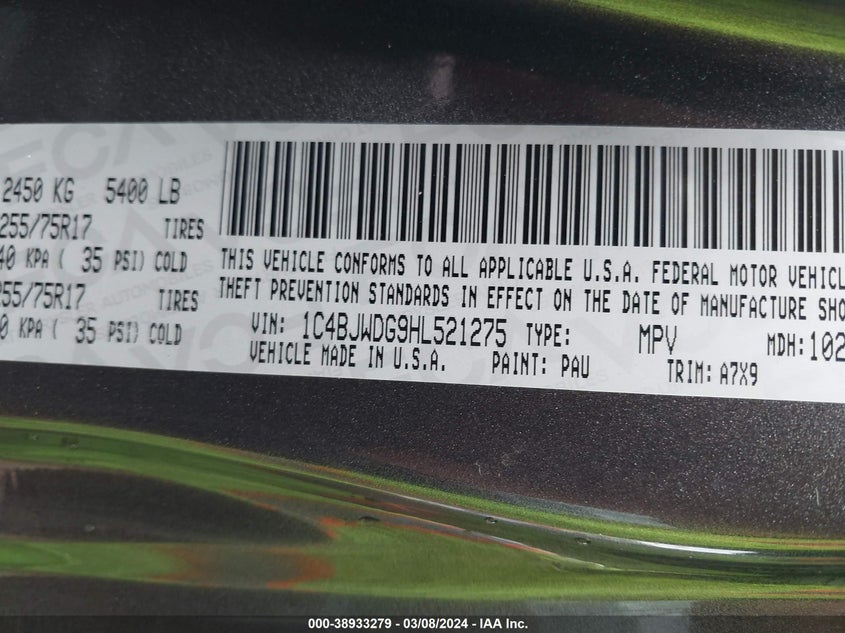 2450 KG 5400 LB
255/75R17 TIRES
40 KPA ( 35 PSI) COLD
255/75R17 TIRES
0 KPA ( 35 PSI) COLD
THIS VEHICLE CONFORMS TO ALL APPLICABLE U.S.A. FEDERAL MOTOR VEHICL
THEFT PREVENTION STANDARDS IN EFFECT ON THE DATE OF MANUFACTURE SHO
VIN: 1C4BJWDG9HL521275 TYPE: MPV MDH: 102
VEHICLE MADE IN U.S.A. PAINT: PAU TRIM: A7X9
000-38933279 - 03/08/2024 - IAA Inc.